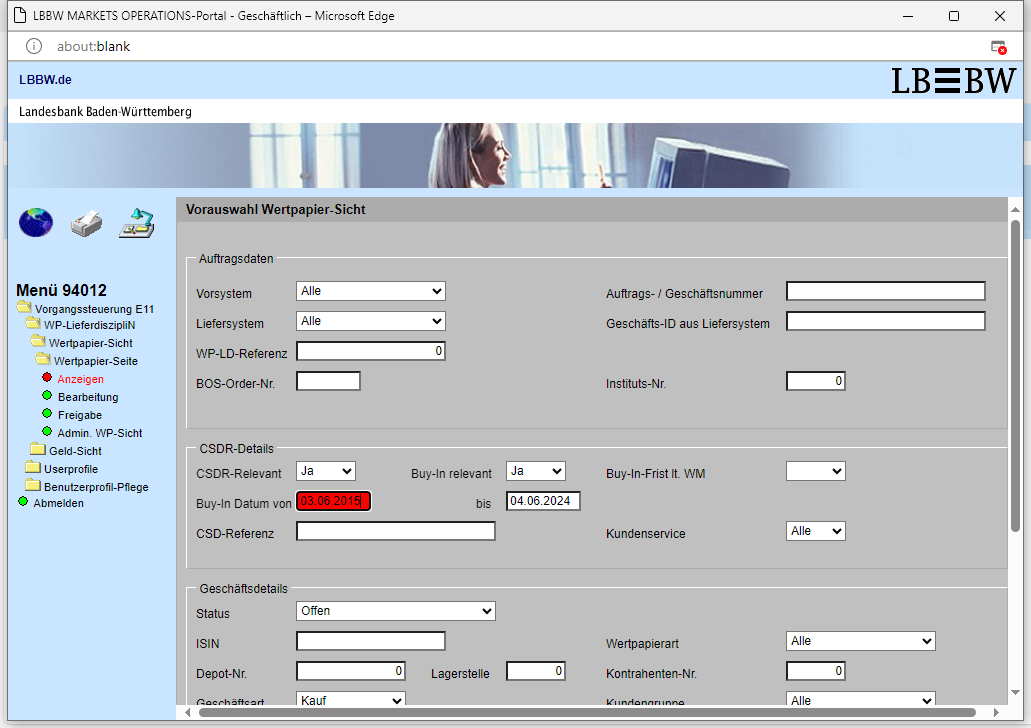 LBBW MARKETS OPERATIONS-Portal - Geschäftlich – Microsoft Edge
about:blank
LBBW.de
LB≡BW
Landesbank Baden-Württemberg
Vorauswahl Wertpapier-Sicht
Menü 94012
Vorgangssteuerung E11
WP-LieferdiszipliN
Wertpapier-Sicht
Wertpapier-Seite
Anzeigen
Bearbeitung
Freigabe
Admin. WP-Sicht
Geld-Sicht
Userprofile
Benutzerprofil-Pflege
Abmelden
Auftragsdaten
Vorsystem Alle Auftrags- / Geschäftsnummer
Liefersystem Alle Geschäfts-ID aus Liefersystem
WP-LD-Referenz 0
BOS-Order-Nr. Instituts-Nr. 0
CSDR-Details
CSDR-Relevant Ja Buy-In relevant Ja Buy-In-Frist lt. WM
Buy-In Datum von 03.06.2015 bis 04.06.2024
CSD-Referenz Kundenservice Alle
Geschäftsdetails
Status Offen
ISIN Wertpapierart Alle
Depot-Nr. 0 Lagerstelle 0 Kontrahenten-Nr. 0
Geschäftsart Kauf Kundengruppe Alle